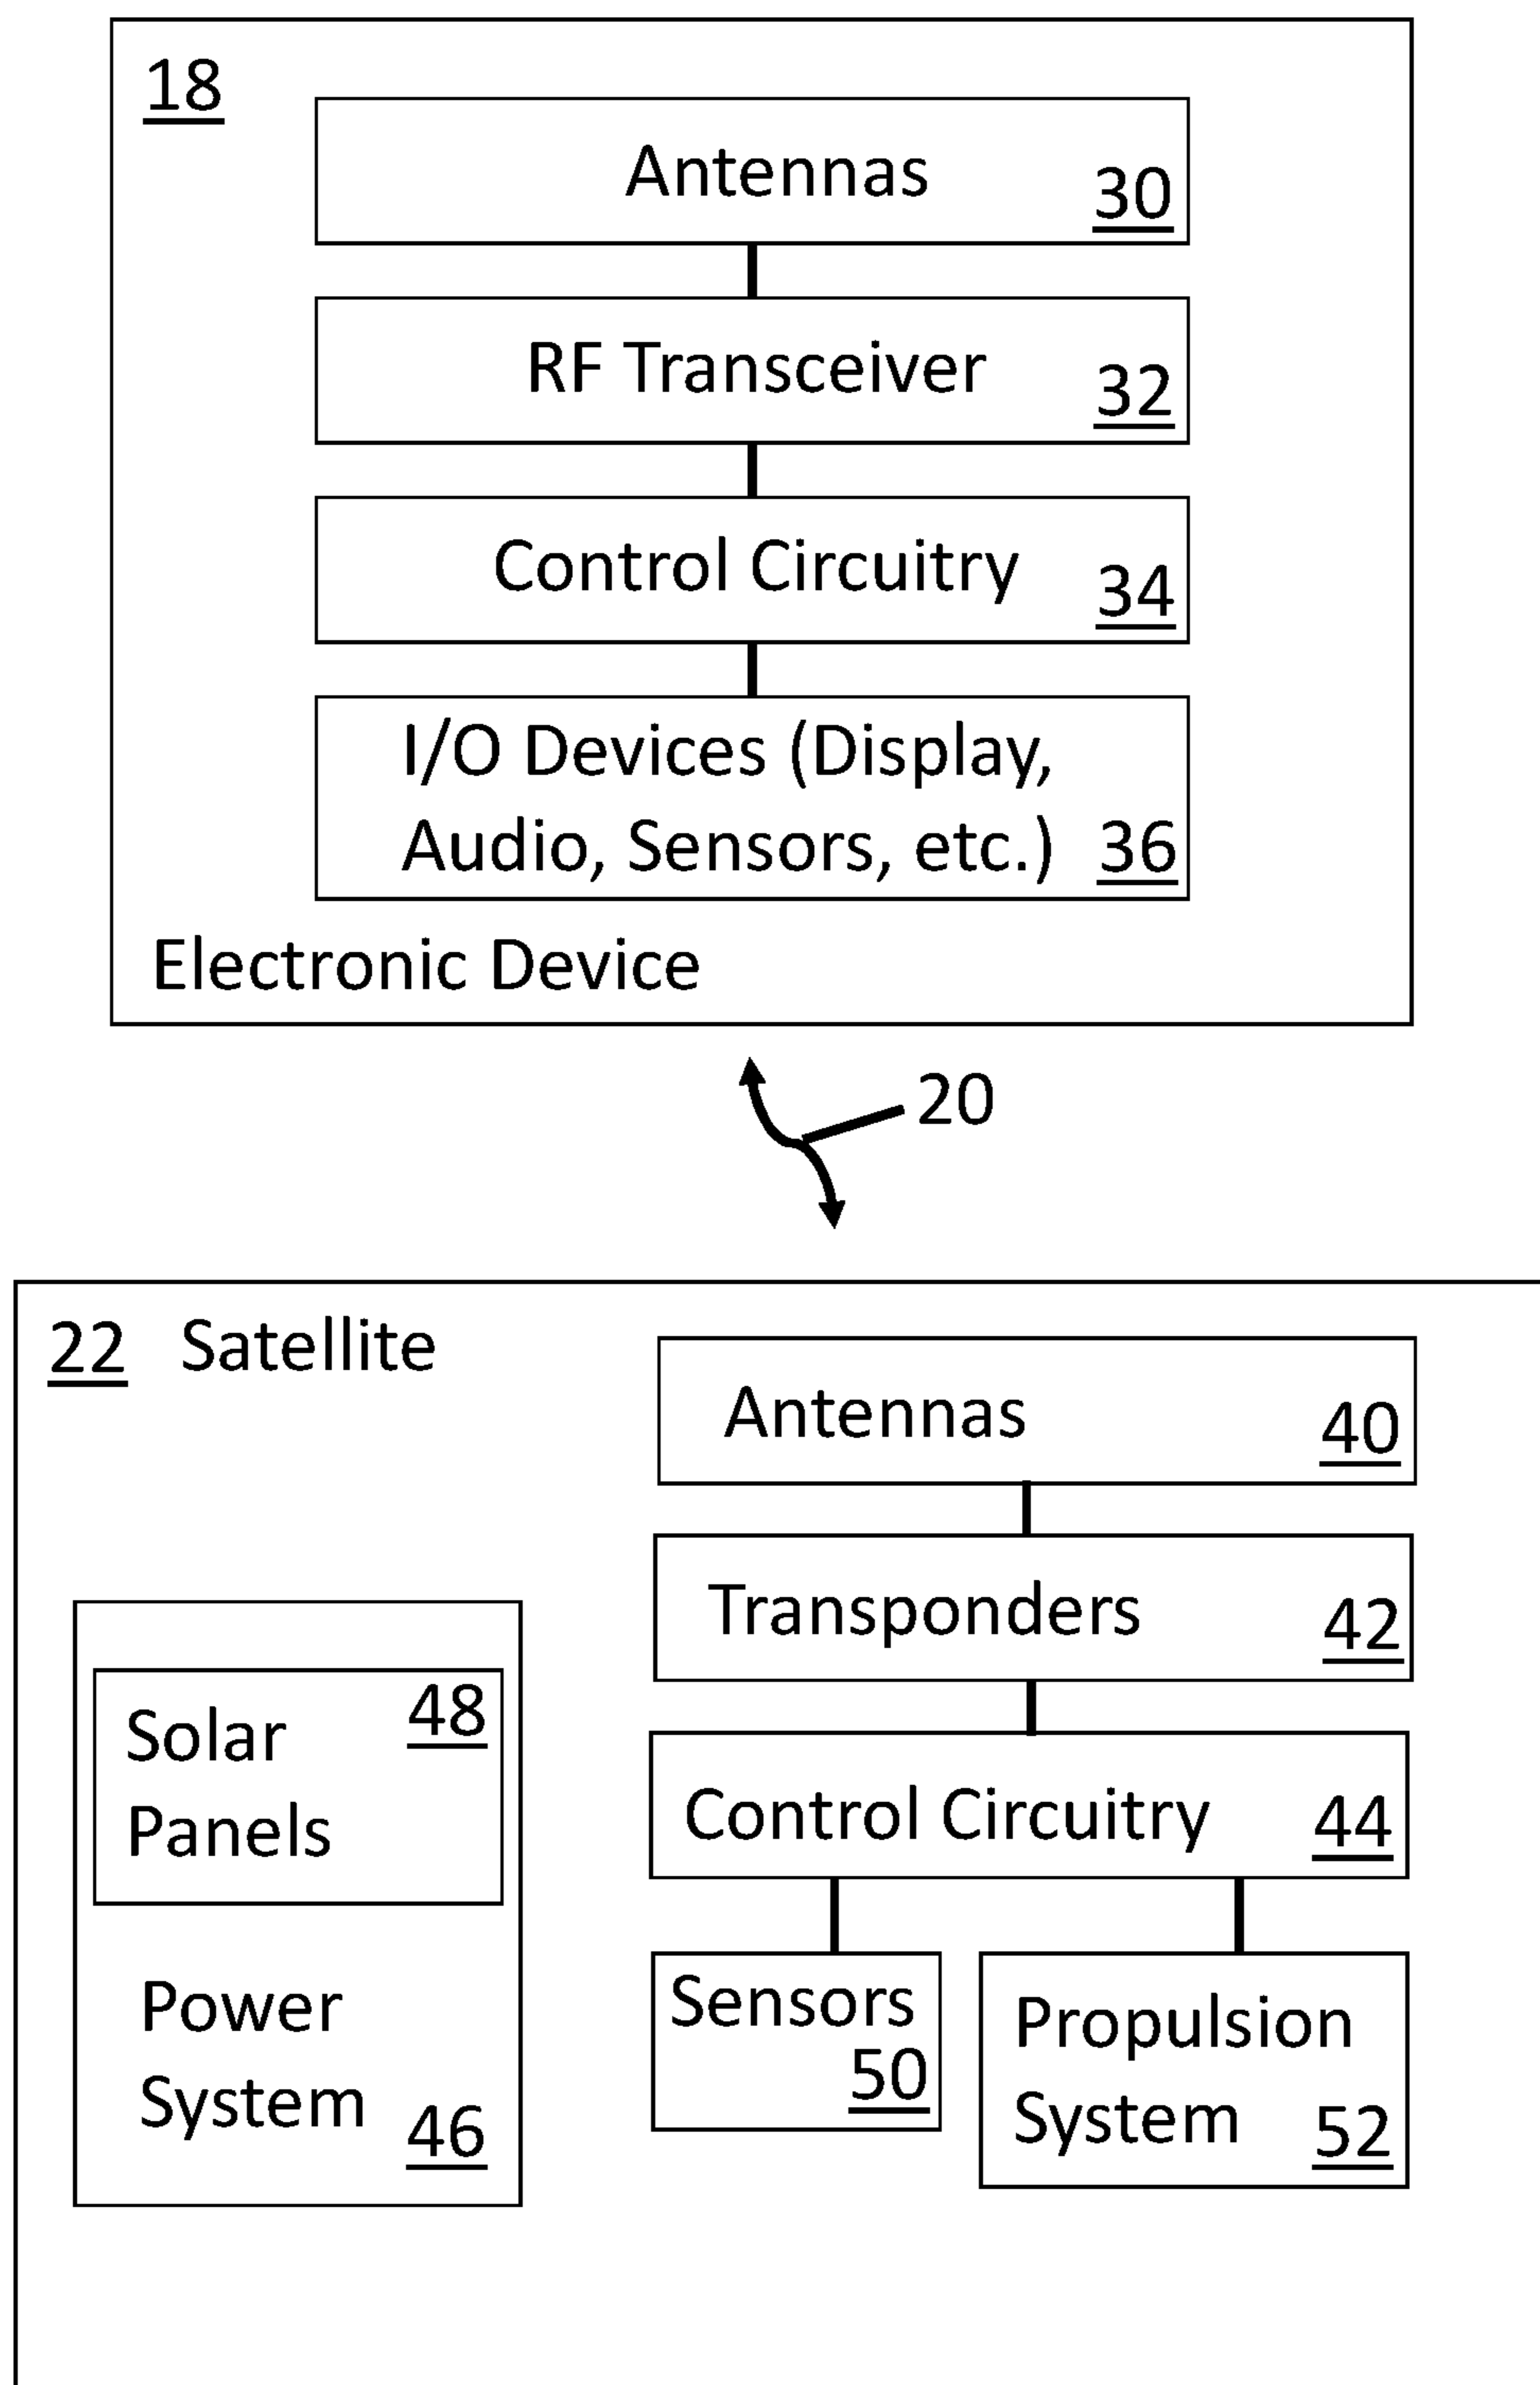 18
Antennas
30
RF Transceiver
32
Control Circuitry
34
I/O Devices (Display,
Audio, Sensors, etc.) 36
Electronic Device
20
22 Satellite
Antennas
40
Transponders
42
Solar
48
Panels
Power
System
46
Control Circuitry
44
Sensors
50
Propulsion
System
52